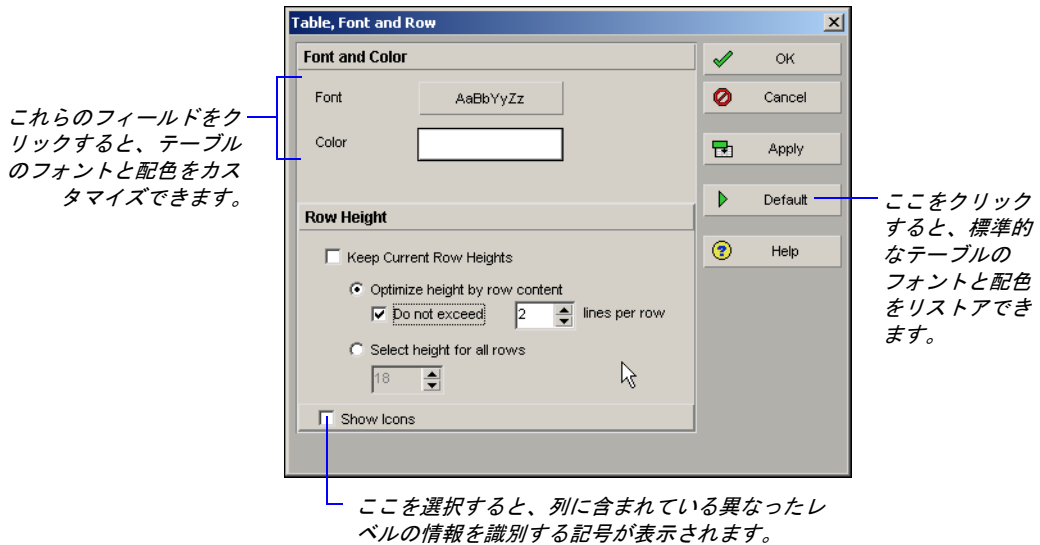 Table, Font and Row
Font and Color
Font
AaBbYyZz
Color
Row Height
Keep Current Row Heights
Optimize height by row content
Do not exceed 2 lines per row
Select height for all rows
18
Show Icons
OK
Cancel
Apply
Default
Help
これらのフィールドをク
リックすると、テーブル
のフォントと配色をカス
タマイズできます。
ここをクリック
すると、標準的
なテーブルの
フォントと配色
をリストアでき
ます。
ここを選択すると、列に含まれている異なったレ
ベルの情報を識別する記号が表示されます。